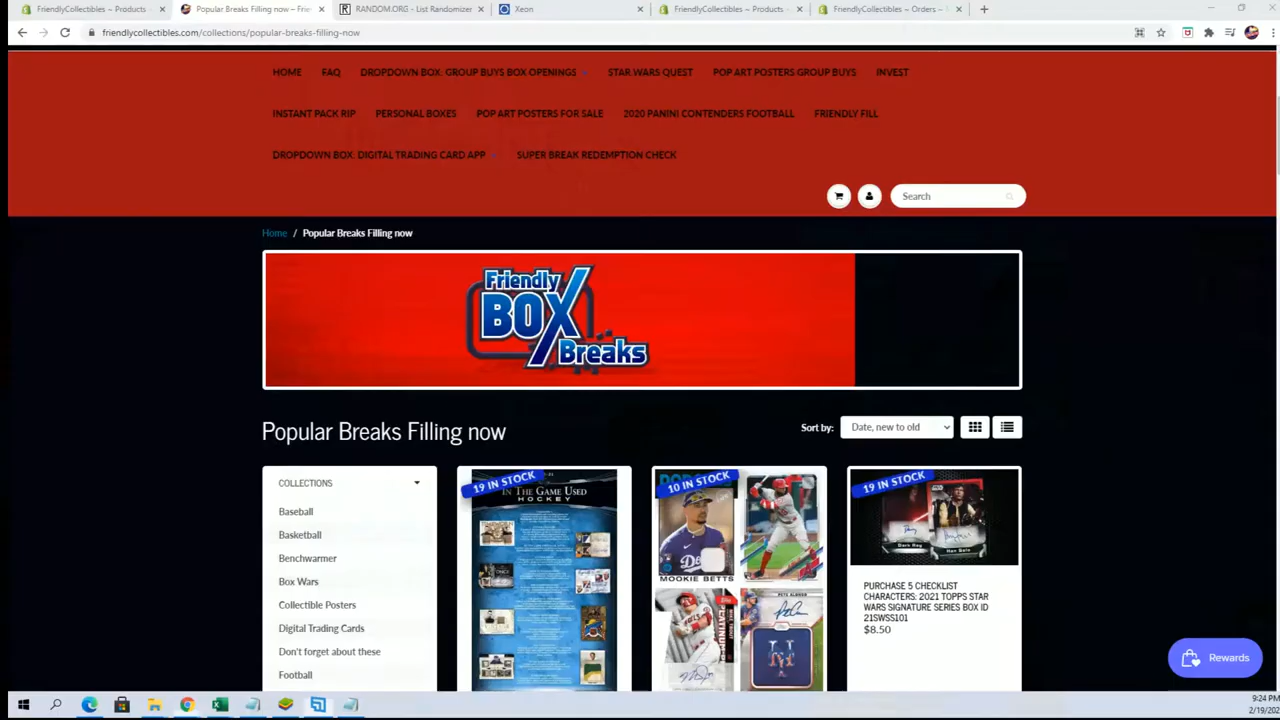 FriendlyCollectibles ~ Products ~
Popular Breaks Filling now – Frie
RANDOM.ORG - List Randomizer
Xeon
FriendlyCollectibles ~ Products ~
FriendlyCollectibles ~ Orders ~
friendlycollectibles.com/collections/popular-breaks-filling-now
HOME FAQ DROPDOWN BOX: GROUP BUYS BOX OPENINGS STAR WARS QUEST POP ART POSTERS GROUP BUYS INVEST
INSTANT PACK RIP PERSONAL BOXES POP ART POSTERS FOR SALE 2020 PANINI CONTENDERS FOOTBALL FRIENDLY FILL
DROPDOWN BOX: DIGITAL TRADING CARD APP SUPER BREAK REDEMPTION CHECK
Search
Home / Popular Breaks Filling now
Friendly
BOX
Breaks
Popular Breaks Filling now
Sort by: Date, new to old
COLLECTIONS
Baseball
Basketball
Benchwarmer
Box Wars
Collectible Posters
Digital Trading Cards
Don't forget about these
Football
19 IN STOCK
IN THE GAME USED
HOCKEY
10 IN STOCK
MOOKIE BETTS
PETE ALONSO
19 IN STOCK
Han Solo
PURCHASE 5 CHECKLIST
CHARACTERS: 2021 TOPPS STAR
WARS SIGNATURE SERIES BOX ID
21SWSS101
$8.50
Rewards
9:24 PM
2/19/202